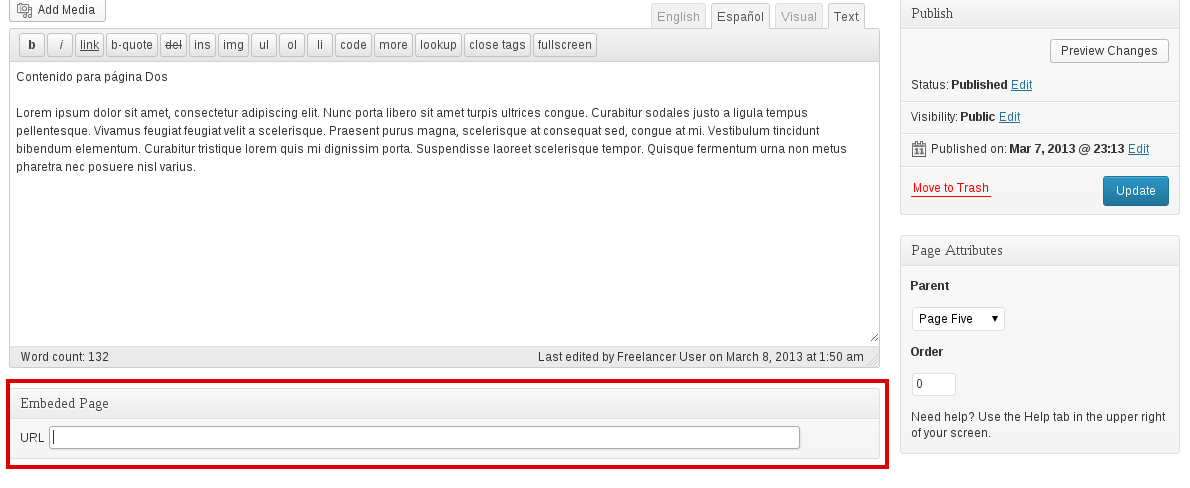 Add Media
English Español Visual Text
b i link b-quote del ins img ul ol li code more lookup close tags fullscreen
Contenido para página Dos
Lorem ipsum dolor sit amet, consectetur adipiscing elit. Nunc porta libero sit amet turpis ultrices congue. Curabitur sodales justo a ligula tempus
pellentesque. Vivamus feugiat feugiat velit a scelerisque. Praesent purus magna, scelerisque at consequat sed, congue at mi. Vestibulum tincidunt
bibendum elementum. Curabitur tristique lorem quis mi dignissim porta. Suspendisse laoreet scelerisque tempor. Quisque fermentum urna non metus
pharetra nec posuere nisl varius.
Word count: 132
Last edited by Freelancer User on March 8, 2013 at 1:50 am
Embeded Page
URL
Publish
Preview Changes
Status: Published Edit
Visibility: Public Edit
11 Published on: Mar 7, 2013 @ 23:13 Edit
Move to Trash
Update
Page Attributes
Parent
Page Five
Order
0
Need help? Use the Help tab in the upper right
of your screen.